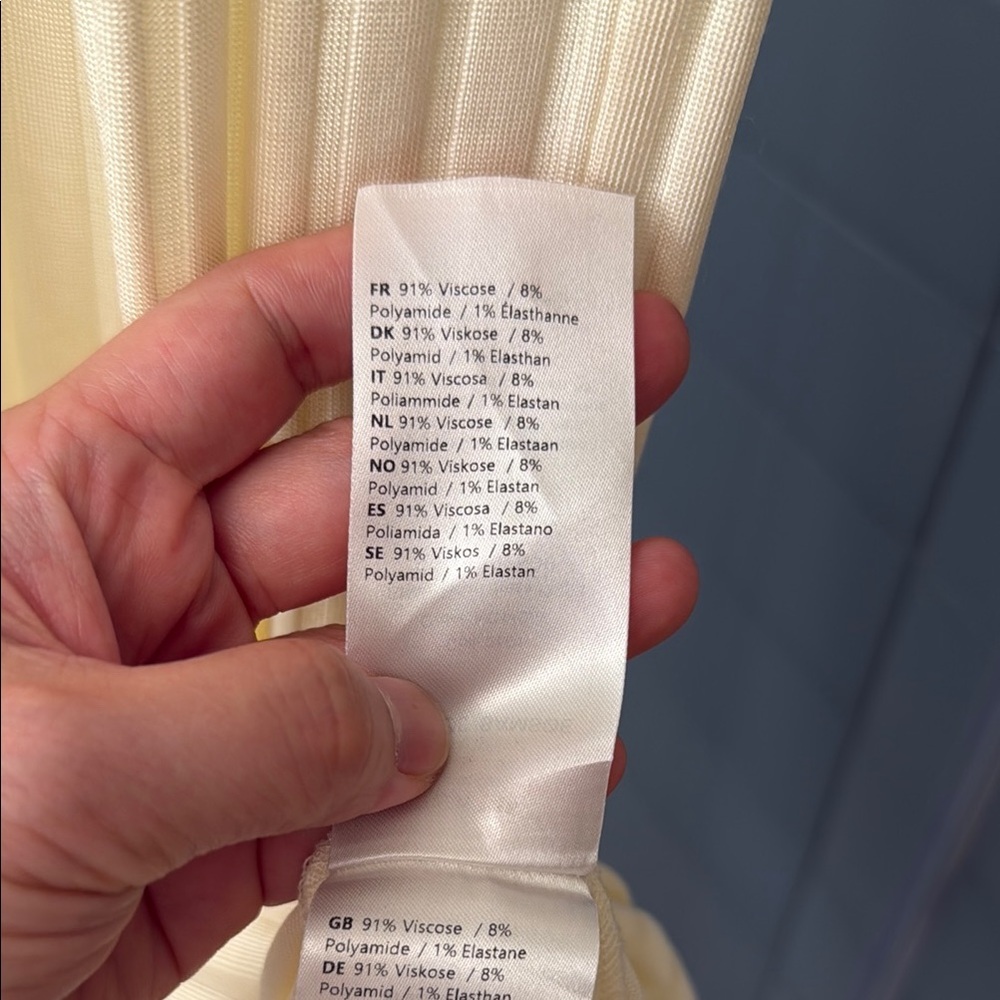 FR 91% Viscose / 8%
Polyamide / 1% Élasthanne
DK 91% Viskose / 8%
Polyamid / 1% Elasthan
IT 91% Viscosa / 8%
Poliammide / 1% Elastan
NL 91% Viscose / 8%
Polyamide / 1% Elastaan
NO 91% Viskose / 8%
Polyamid / 1% Elastan
ES 91% Viscosa / 8%
Poliamida / 1% Elastano
SE 91% Viskos / 8%
Polyamid / 1% Elastan
GB 91% Viscose / 8%
Polyamide / 1% Elastane
DE 91% Viskose / 8%
Polyamid / 1% Elasthan